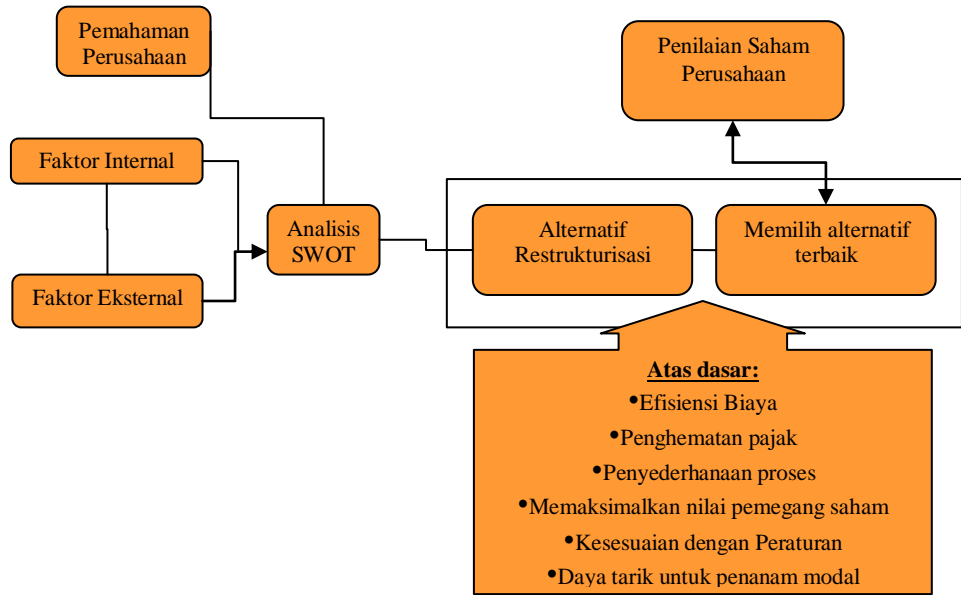 Pemahaman
Perusahaan
Penilaian Saham
Perusahaan
Faktor Internal
Analisis
SWOT
Alternatif
Restrukturisasi
Memilih alternatif
terbaik
Faktor Eksternal
Atas dasar:
•Efisiensi Biaya
•Penghematan pajak
•Penyederhanaan proses
•Memaksimalkan nilai pemegang saham
•Kesesuaian dengan Peraturan
•Daya tarik untuk penanam modal